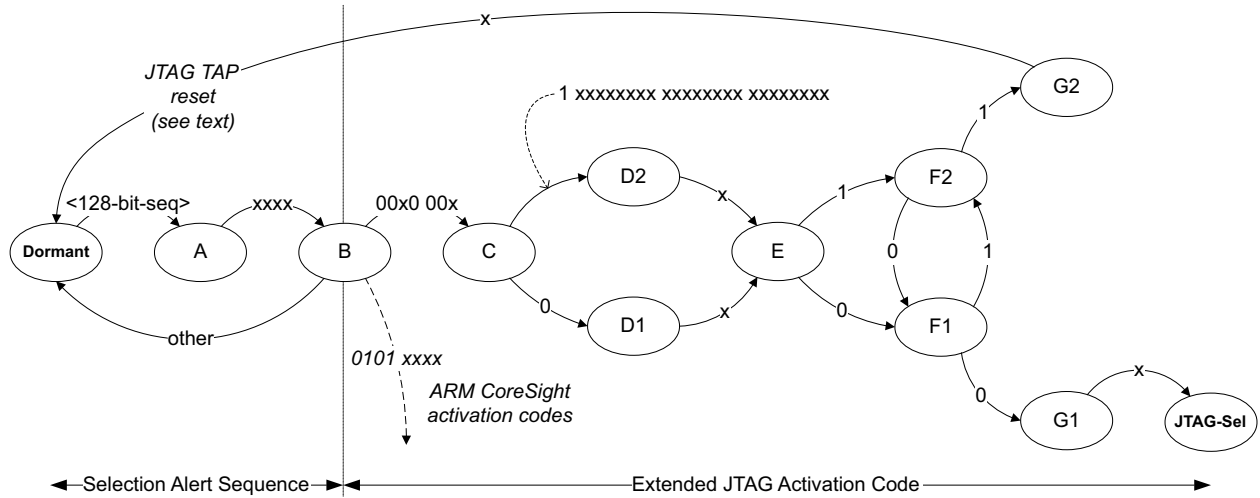 x
JTAG TAP
reset
(see text)
G2
1 xxxxxxxx xxxxxxxx xxxxxxxx
1
D2
F2
<128-bit-seq>
xxxx
00x0 00x
x
1
Dormant
A
B
C
E
0
1
0
x
0
D1
F1
other
0101 xxxx
ARM CoreSight
activation codes
0
x
G1
JTAG-Sel
Selection Alert Sequence
Extended JTAG Activation Code